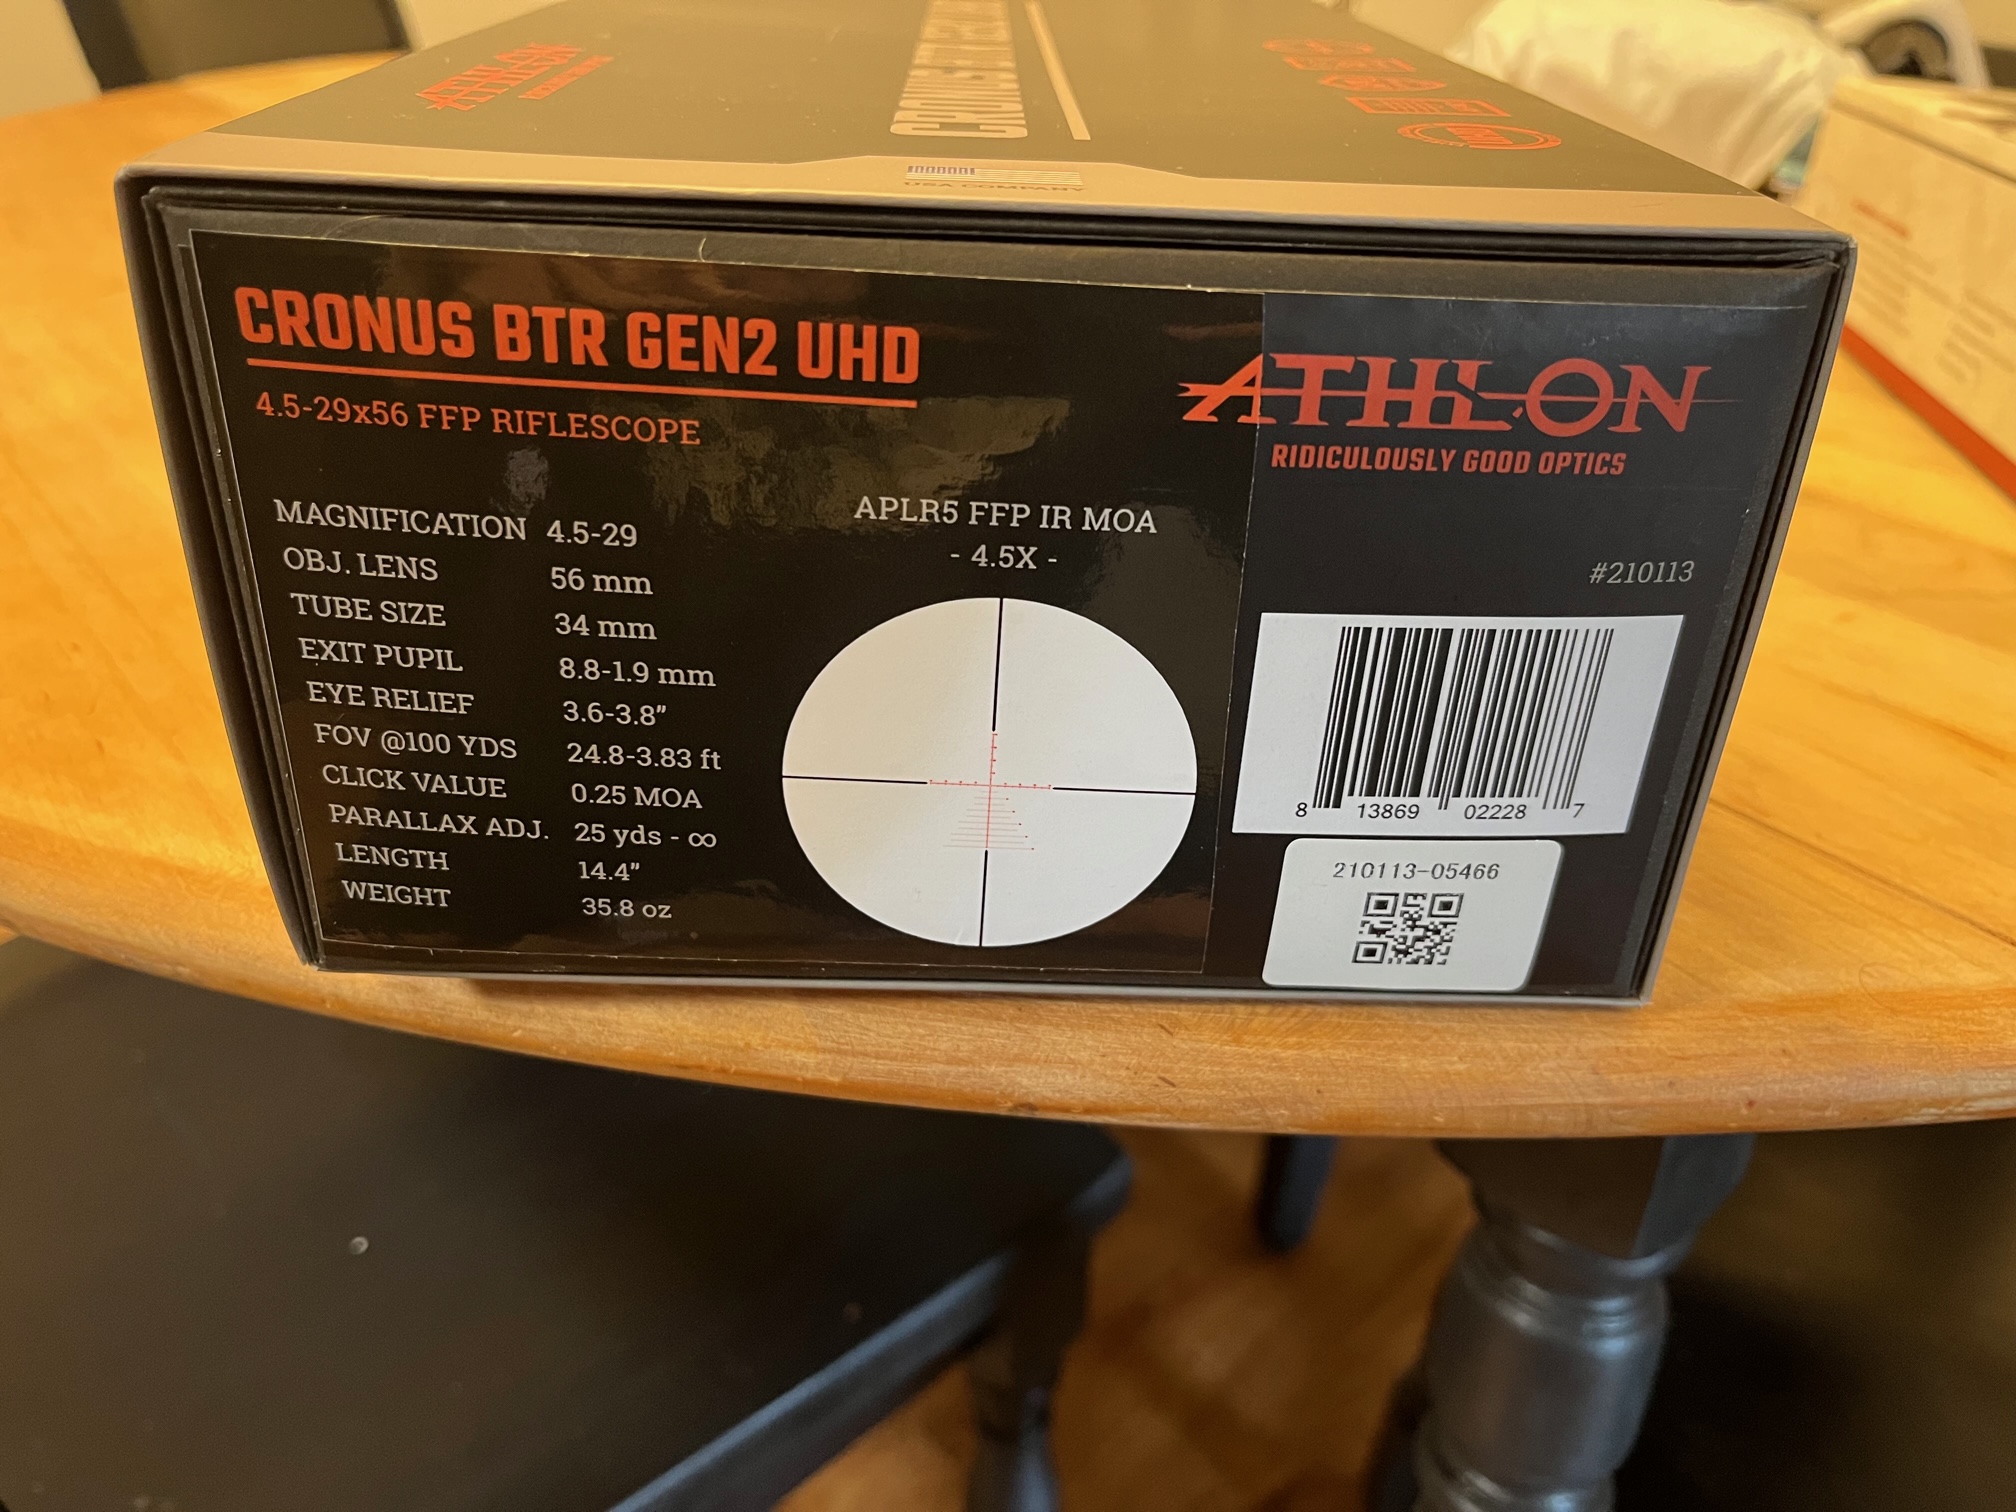 ATHLON
USA COMPANY
UHD
CRONUS BTR GEN2 UHD
4.5-29x56 FFP RIFLESCOPE
MAGNIFICATION 4.5-29
OBJ. LENS 56 mm
TUBE SIZE 34 mm
EXIT PUPIL 8.8-1.9 mm
EYE RELIEF 3.6-3.8”
FOV @100 YDS 24.8-3.83 ft
CLICK VALUE 0.25 MOA
PARALLAX ADJ. 25 yds - ∞
LENGTH 14.4”
WEIGHT 35.8 oz
APLR5 FFP IR MOA
- 4.5X -
ATHLON
RIDICULOUSLY GOOD OPTICS
#210113
8 13869 02228 7
210113-05466